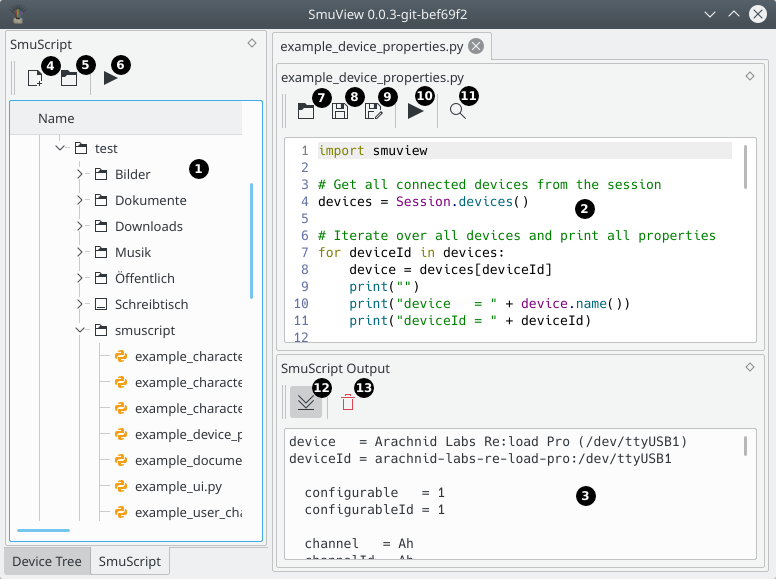 SmuView 0.0.3-git-bef69f2
SmuScript
4 5 6
Name
test
Bilder
1
Dokumente
Downloads
Musik
Öffentlich
Schreibtisch
smuscript
example_characte
example_characte
example_characte
example_device_p
example_docume
example_ui.py
example_user_cha
Device Tree
SmuScript
example_device_properties.py
example_device_properties.py
7 8 9 10 11
1 import smuview
2
3 # Get all connected devices from the session
4 devices = Session.devices()
2
5
6 # Iterate over all devices and print all properties
7 for deviceId in devices:
8     device = devices[deviceId]
9     print("")
10     print("device   = " + device.name())
11     print("deviceId = " + deviceId)
12
SmuScript Output
12 13
device   = Arachnid Labs Re:load Pro (/dev/ttyUSB1)
deviceId = arachnid-labs-re-load-pro:/dev/ttyUSB1
configurable   = 1
3
configurableId = 1
channel   = Ah
channelId = Ah